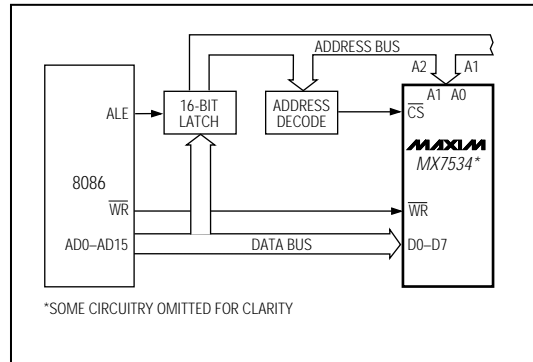 ADDRESS BUS
A2 A1
A1 A0
ALE
16-BIT
LATCH
ADDRESS
DECODE
CS
MAXIM
MX7534*
8086
WR
WR
AD0–AD15
DATA BUS
D0–D7
*SOME CIRCUITRY OMITTED FOR CLARITY